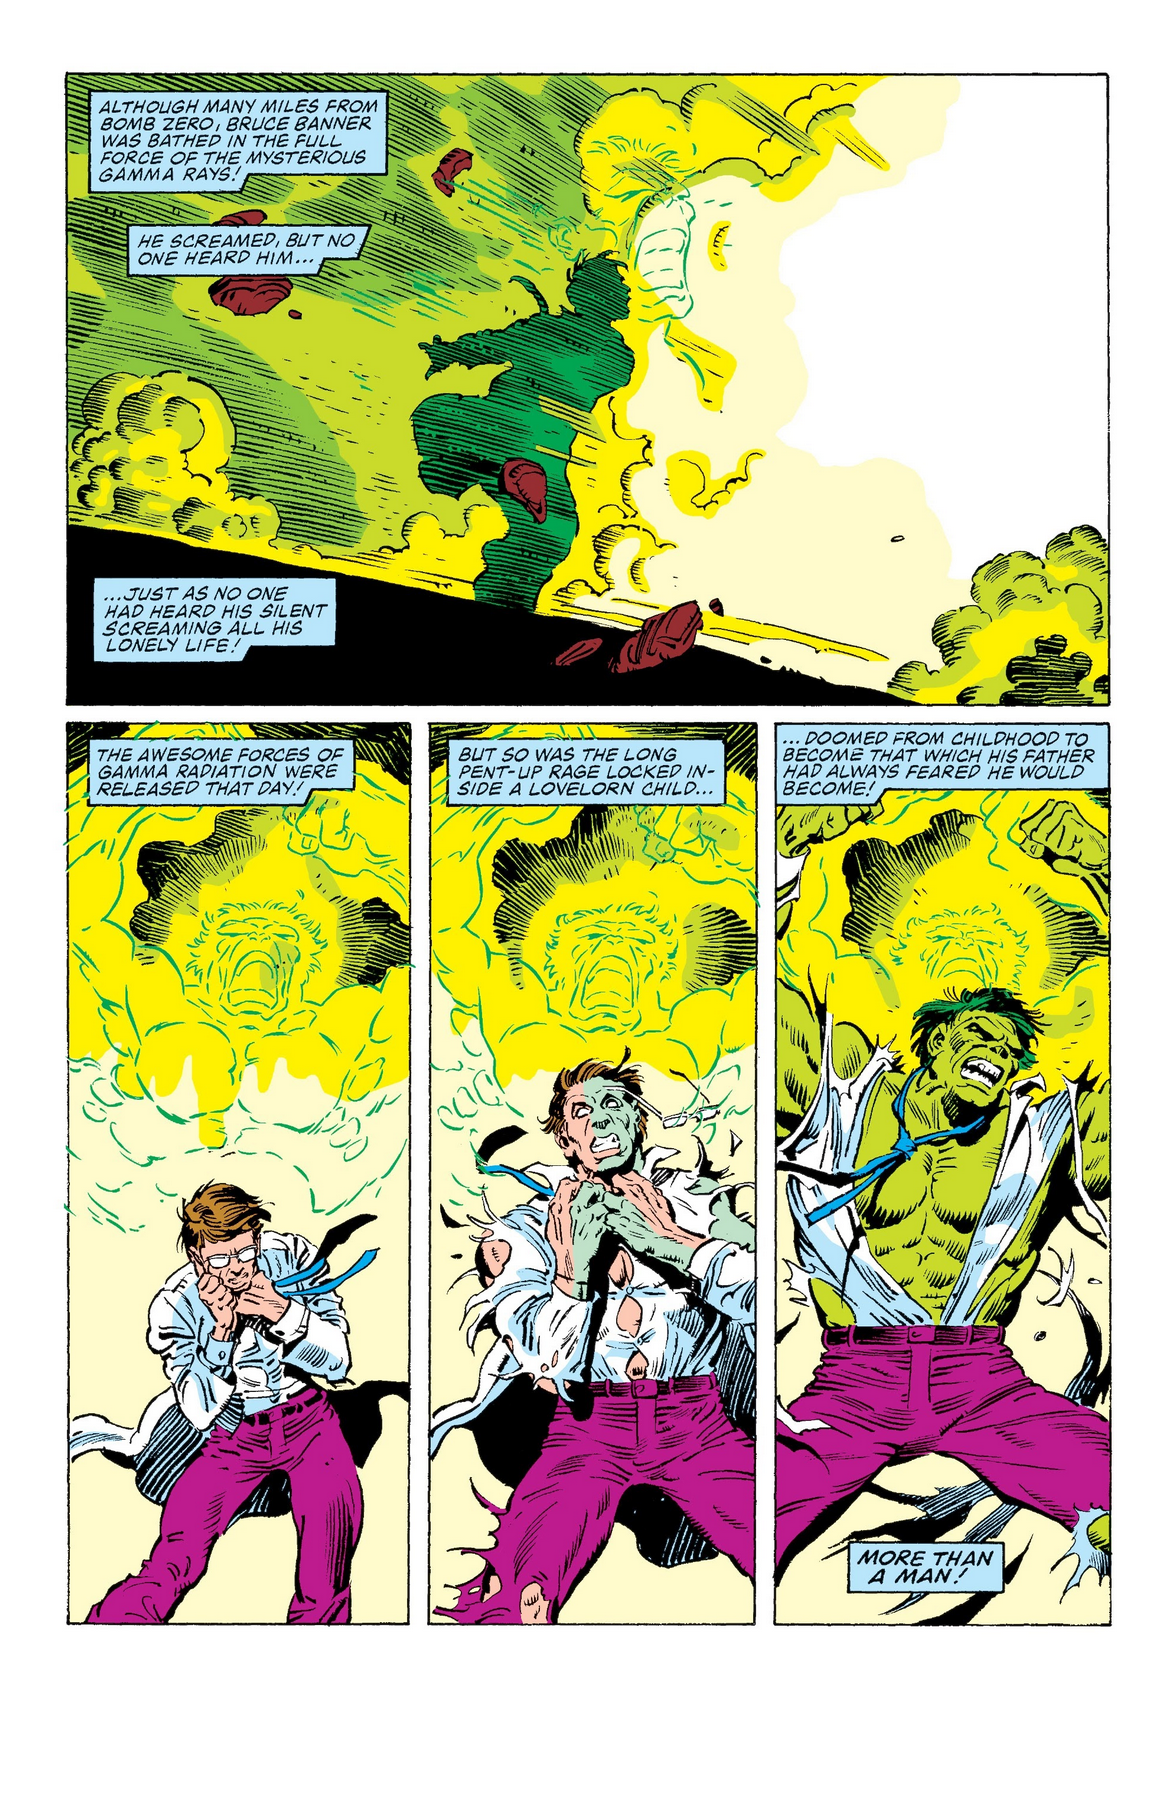 ALTHOUGH MANY MILES FROM
BOMB ZERO, BRUCE BANNER
WAS BATHED IN THE FULL
FORCE OF THE MYSTERIOUS
GAMMA RAYS!
HE SCREAMED, BUT NO
ONE HEARD HIM...
...JUST AS NO ONE
HAD HEARD HIS SILENT
SCREAMING ALL HIS
LONELY LIFE!
THE AWESOME FORCES OF
GAMMA RADIATION WERE
RELEASED THAT DAY!
BUT SO WAS THE LONG
PENT-UP RAGE LOCKED IN-
SIDE A LOVELORN CHILD...
...DOOMED FROM CHILDHOOD TO
BECOME THAT WHICH HIS FATHER
HAD ALWAYS FEARED HE WOULD
BECOME!
MORE THAN
A MAN!